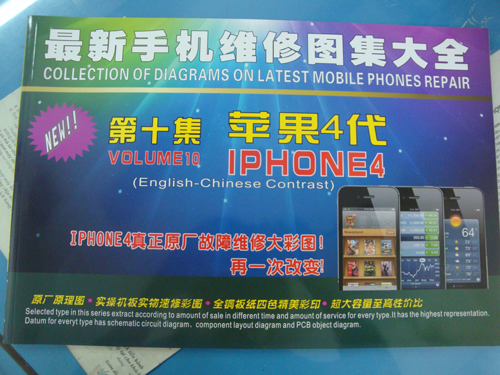 最新手机维修图集大全
COLLECTION OF DIAGRAMS ON LATEST MOBILE PHONES REPAIR
NEW!!
第十集 苹果4代
VOLUME10 IPHONE4
(English-Chinese Contrast)
IPHONE4真正原厂故障维修大彩图!
再一次改变!
原厂原理图·实操机板实物速修彩图·全铜板纸四色精美彩印·超大容量至高性价比
Selected type in this series extract according to amount of sale in different time and amount of service for every type.It has the highest representation.
Datum for everyt type has schematic circuit diagram、component layout diagram and PCB object diagram.
64°